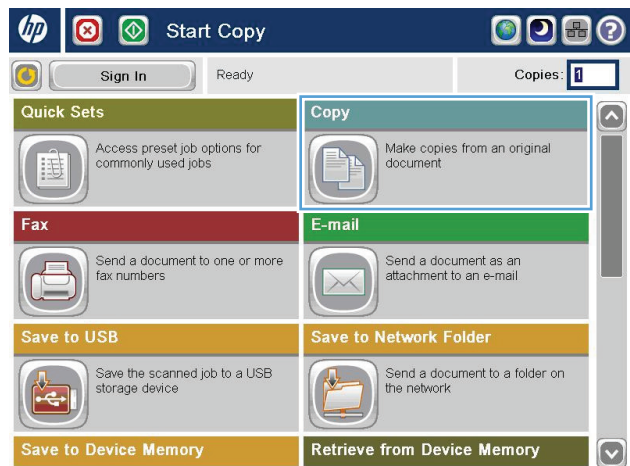 hp
Start Copy
?
Sign In
Ready
Copies: 1
Quick Sets
Access preset job options for
commonly used jobs
Copy
Make copies from an original
document
Fax
Send a document to one or more
fax numbers
E-mail
Send a document as an
attachment to an e-mail
Save to USB
Save the scanned job to a USB
storage device
Save to Network Folder
Send a document to a folder on
the network
Save to Device Memory
Retrieve from Device Memory